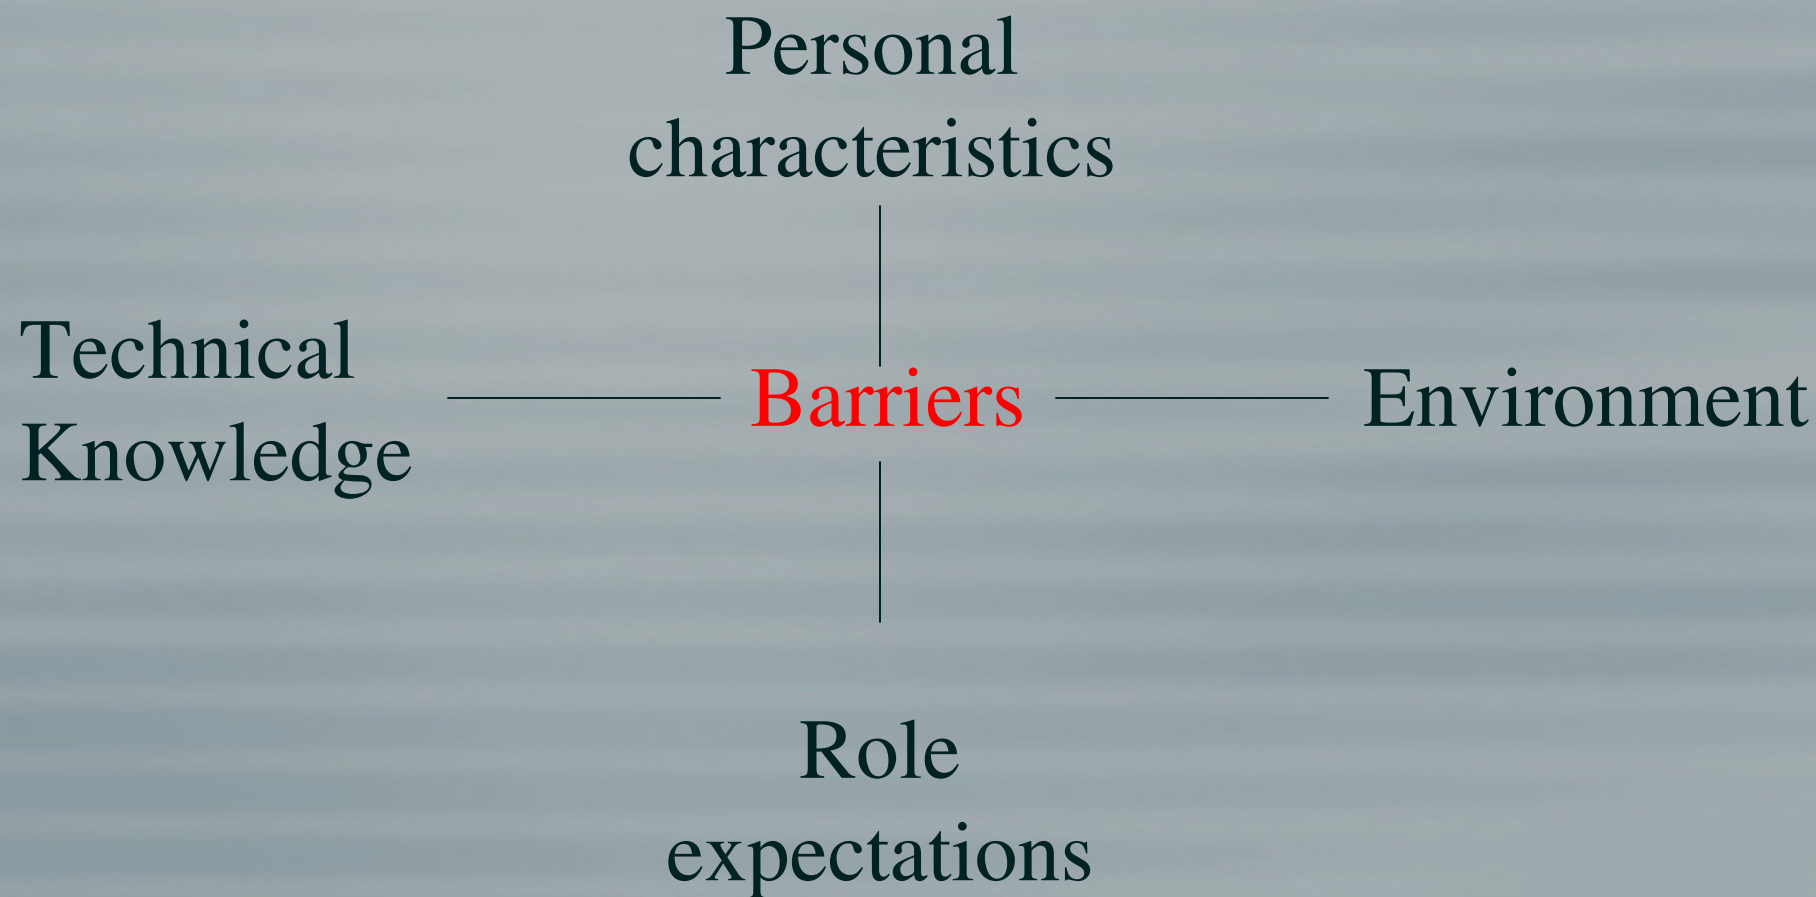 Personal
characteristics
Technical
Knowledge
Barriers
Environment
Role
expectations